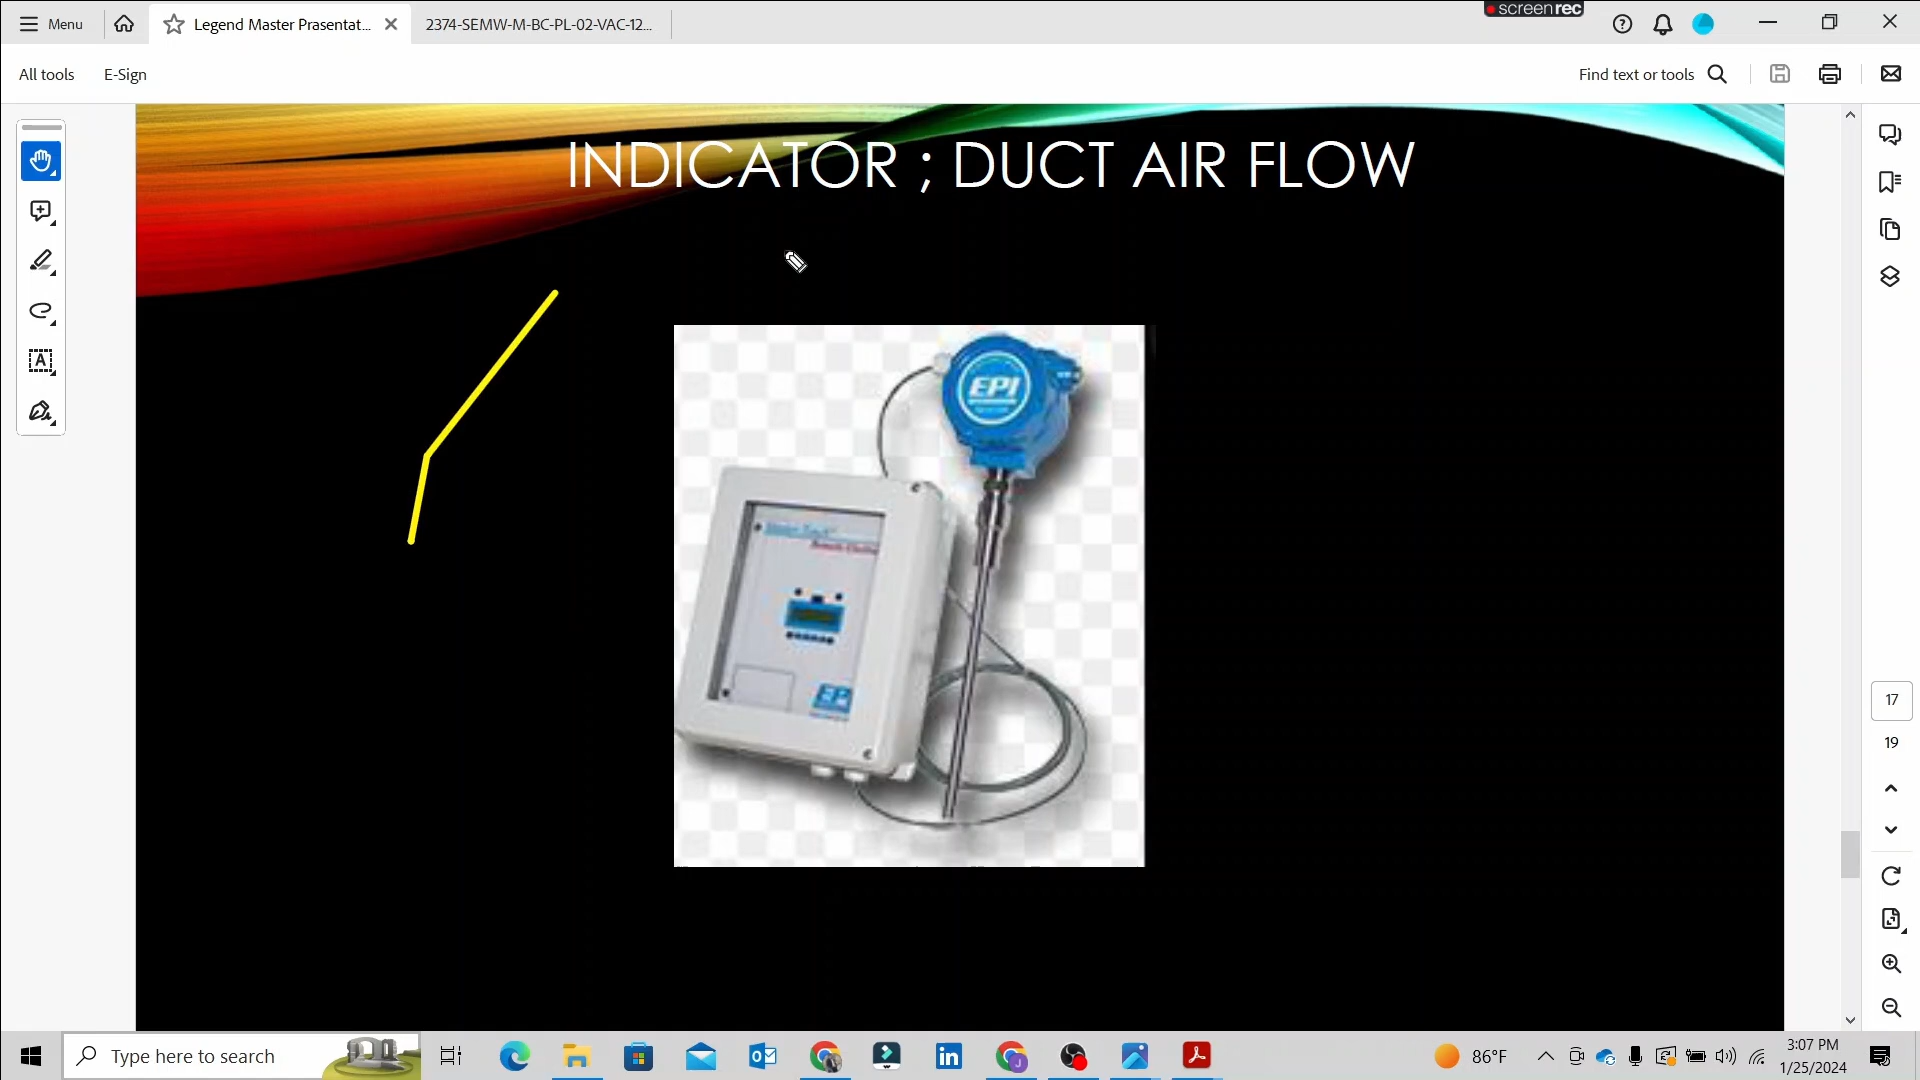 screenrec
Menu
Legend Master Prasentat...
2374-SEMW-M-BC-PL-02-VAC-12...
All tools
E-Sign
Find text or tools
INDICATOR ; DUCT AIR FLOW
EPI
17
19
Type here to search
86°F
3:07 PM
1/25/2024